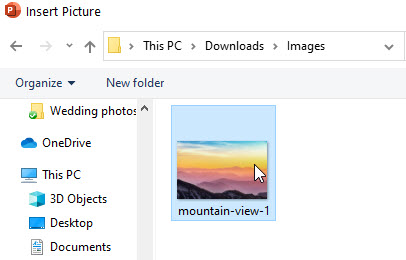 Insert Picture
This PC > Downloads > Images
Organize New folder
Wedding photos
OneDrive
This PC
3D Objects
Desktop
Documents
mountain-view-1